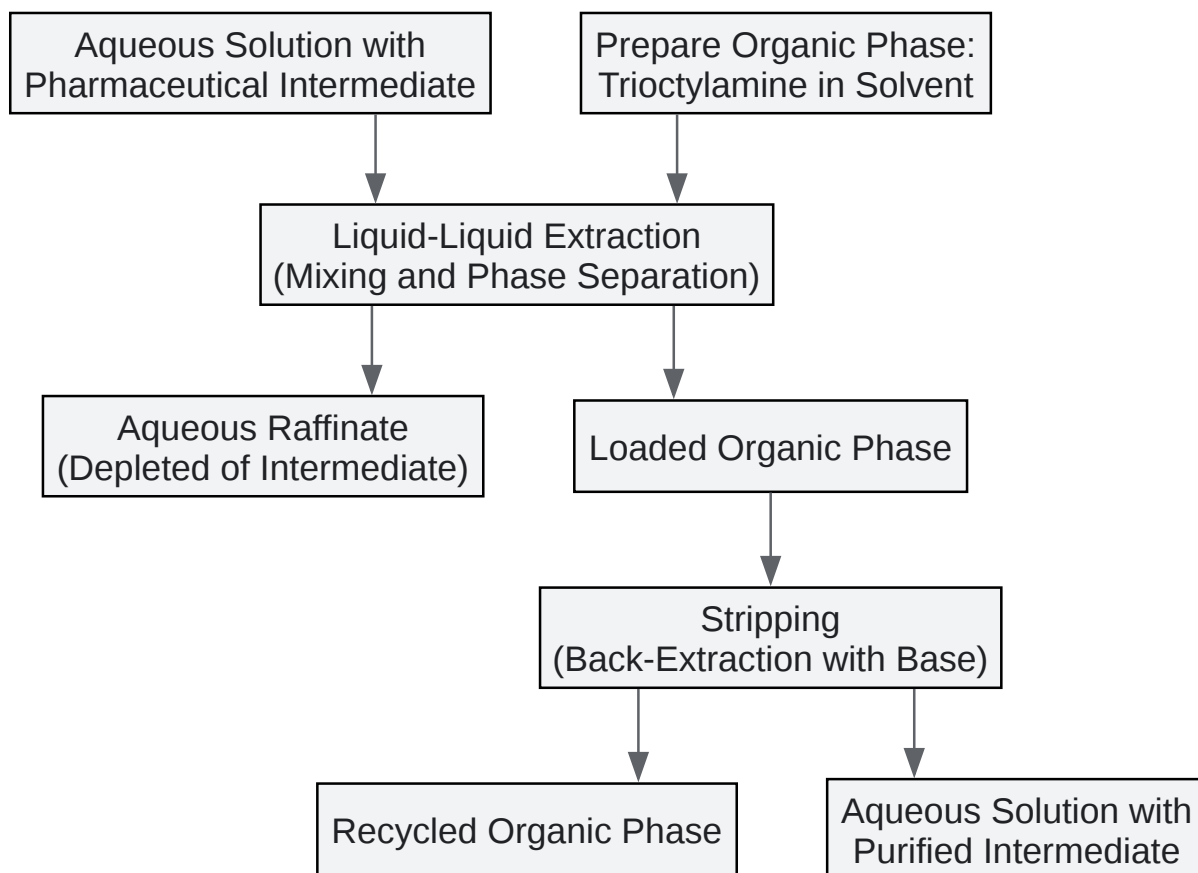 Aqueous Solution with
Pharmaceutical Intermediate
Prepare Organic Phase:
Trioctylamine in Solvent
Liquid-Liquid Extraction
(Mixing and Phase Separation)
Aqueous Raffinate
(Depleted of Intermediate)
Loaded Organic Phase
Stripping
(Back-Extraction with Base)
Recycled Organic Phase
Aqueous Solution with
Purified Intermediate